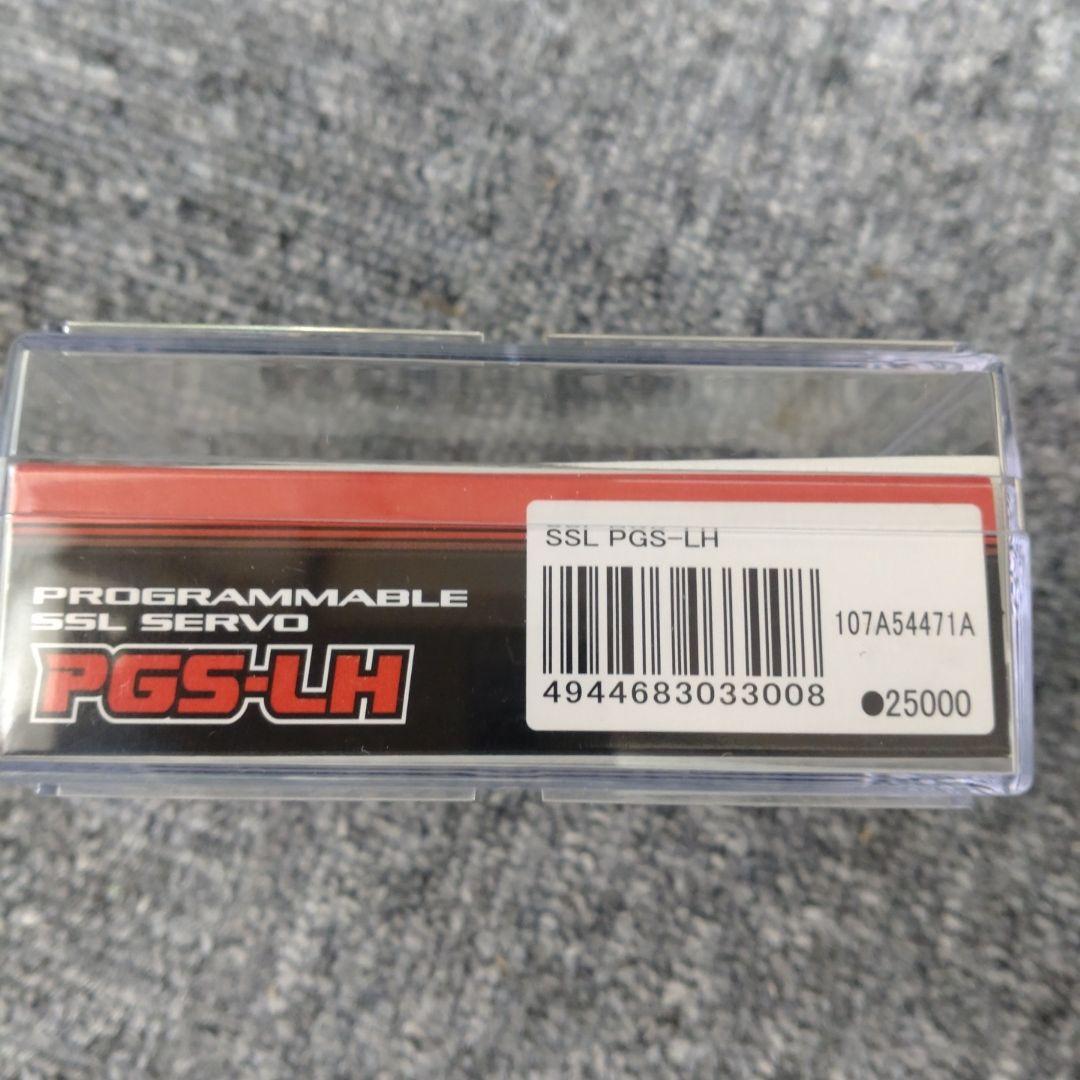 PROGRAMMABLE
SSL SERVO
PGS-LH
SSL PGS-LH
4944683033008
107A54471A
●25000